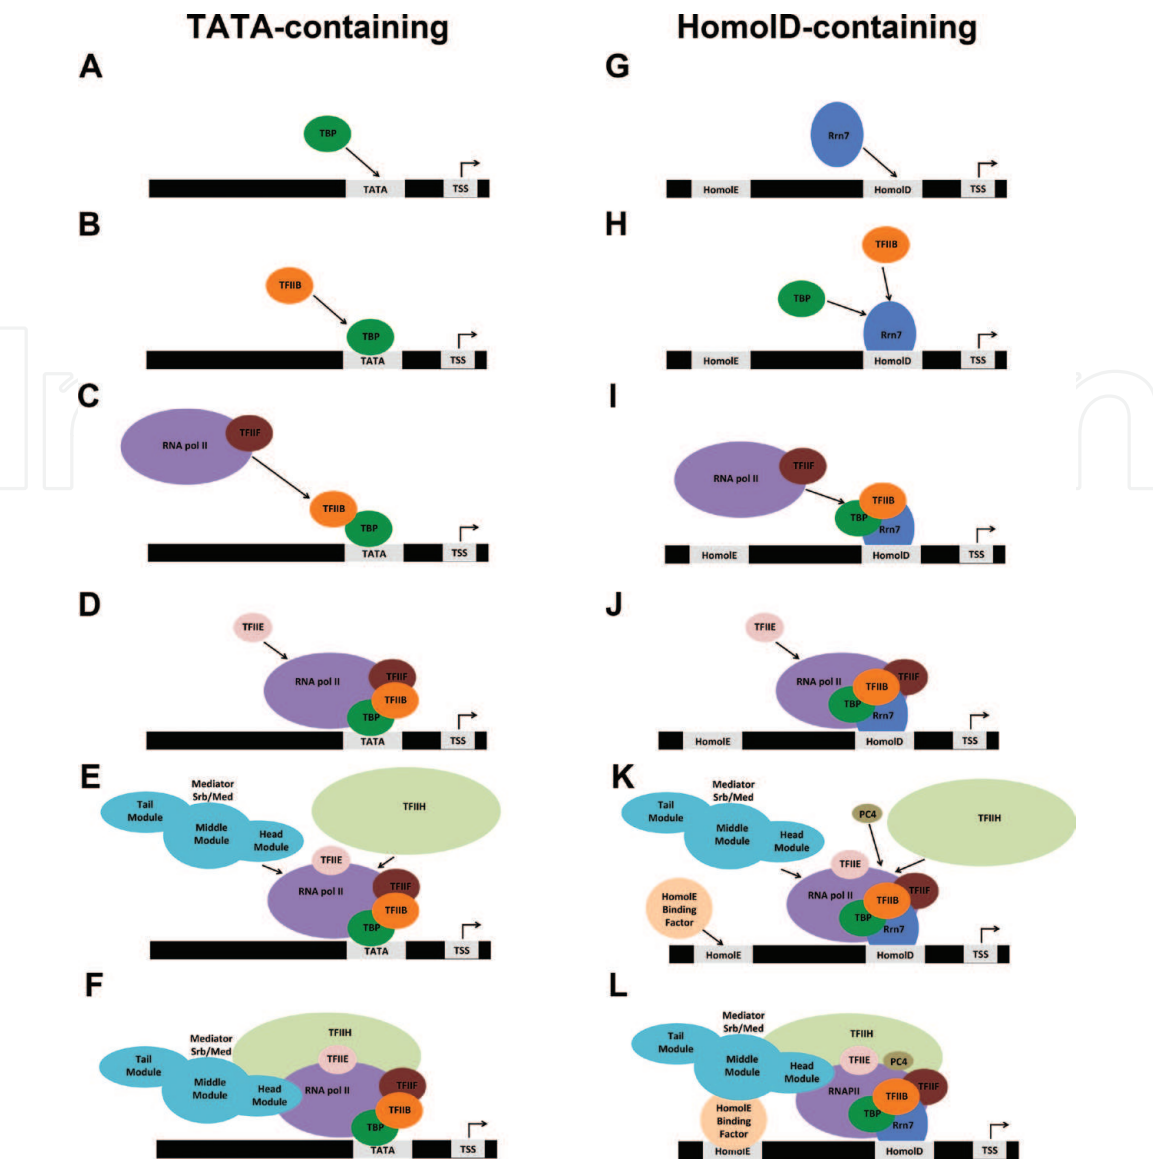 TATA-containing
HomolD-containing
A
TBP
TATA
TSS
G
Rrn7
HomolE
HomolD
TSS
B
TFIIB
TBP
TATA
TSS
H
TFIIB
TBP
Rrn7
HomolE
HomolD
TSS
C
RNA pol II
TFIIF
TFIIB
TBP
TATA
TSS
I
RNA pol II
TFIIF
TFIIB
TBP
Rrn7
HomolE
HomolD
TSS
D
TFIIE
RNA pol II
TFIIF
TFIIB
TBP
TATA
TSS
J
TFIIE
RNA pol II
TFIIF
TFIIB
TBP
Rrn7
HomolE
HomolD
TSS
E
Mediator
Srb/Med
Tail
Module
Middle
Module
Head
Module
TFIIH
TFIIE
RNA pol II
TFIIF
TFIIB
TBP
TATA
TSS
K
Mediator
Srb/Med
Tail
Module
Middle
Module
Head
Module
PC4
TFIIH
TFIIE
RNA pol II
TFIIF
TFIIB
TBP
Rrn7
HomolE
Binding
Factor
HomolE
HomolD
TSS
F
Mediator
Srb/Med
Tail
Module
Middle
Module
Head
Module
TFIIH
TFIIE
RNA pol II
TFIIF
TFIIB
TBP
TATA
TSS
L
Mediator
Srb/Med
Tail
Module
Middle
Module
Head
Module
TFIIH
TFIIE
PC4
RNAPII
TFIIF
TFIIB
TBP
Rrn7
HomolE
Binding
Factor
HomolE
HomolD
TSS